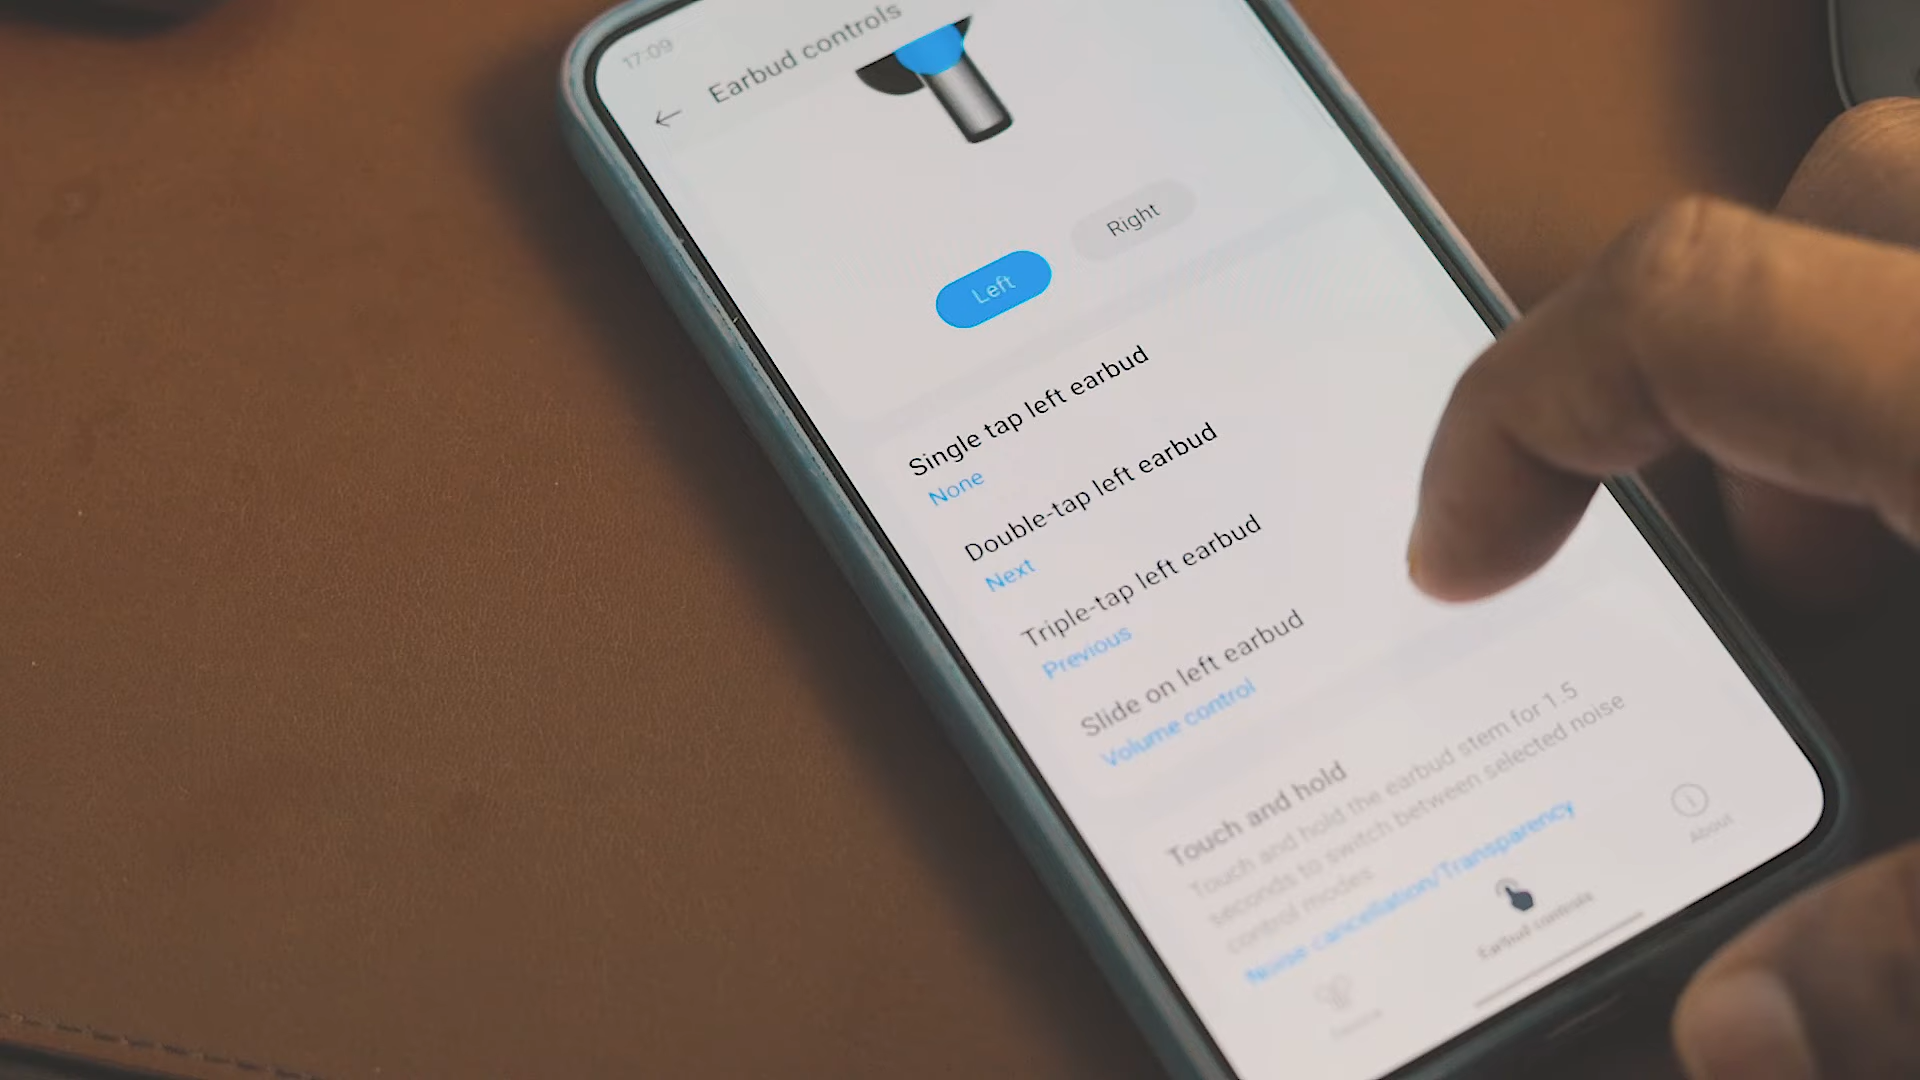 17:09
Earbud controls
Left
Right
Single tap left earbud
None
Double-tap left earbud
Next
Triple-tap left earbud
Previous
Slide on left earbud
Volume control
Touch and hold
Touch and hold the earbud stem for 1.5
seconds to switch between selected noise
control modes
Noise cancellation/Transparency
Earbud controls
About